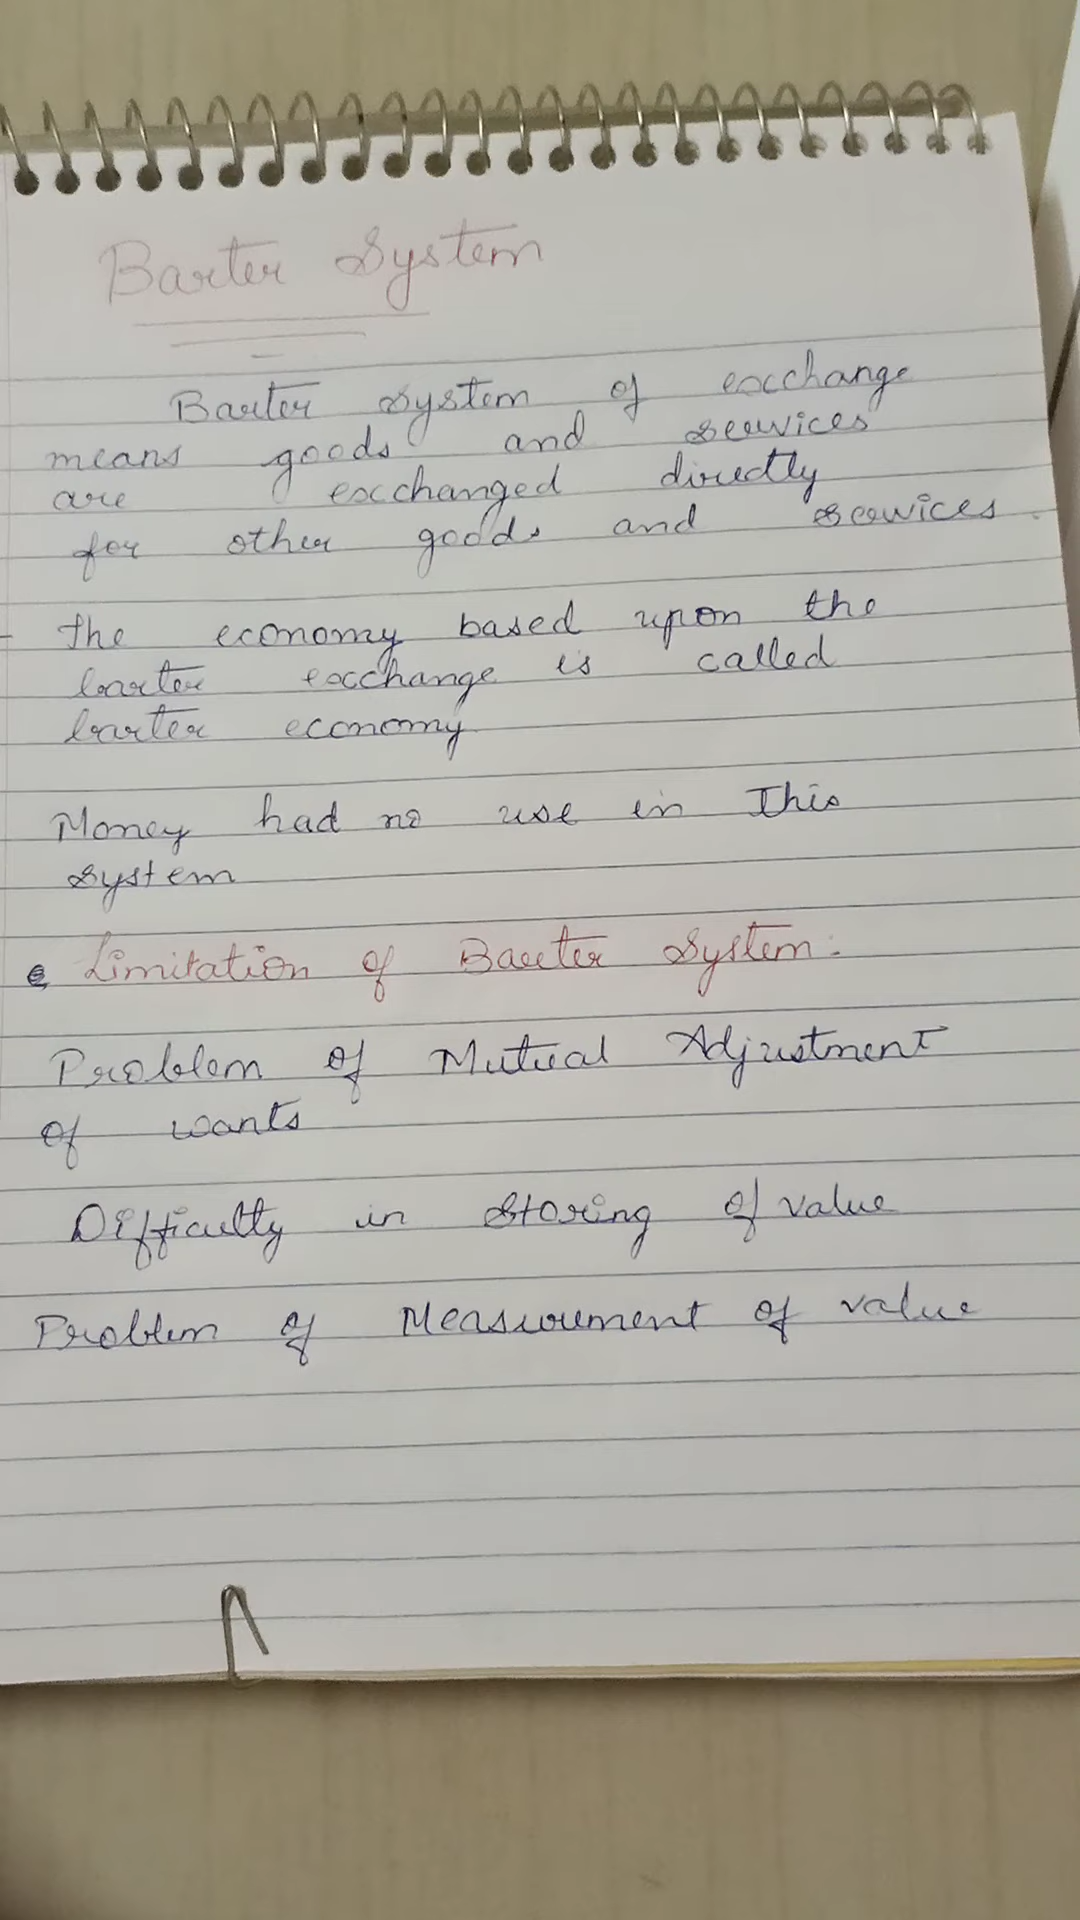 Barter System
Barter system of exchange
means goods and services
are exchanged directly
for other goods and services.
the economy based upon the
barter exchange is called
barter economy
Money had no use in This
system
Limitation of Barter System:
Problem of Mutual Adjustment
of wants
Difficulty in storing of value
Problem of Measurement of value